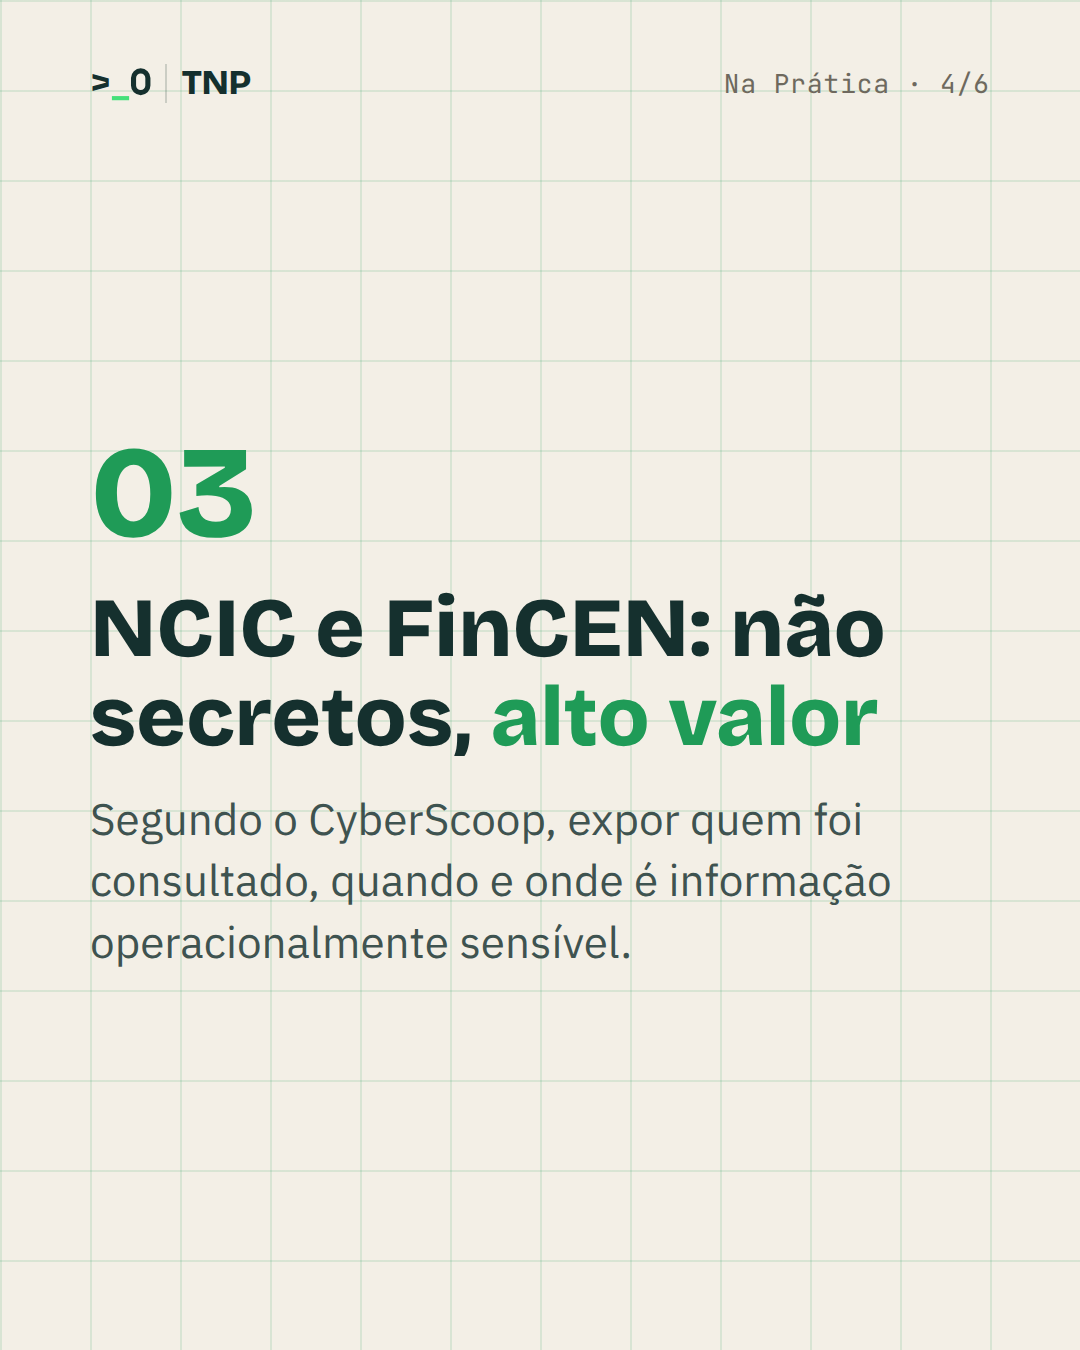 >_0 TNP
Na Prática · 4/6
03
NCIC e FinCEN: não
secretos, alto valor
Segundo o CyberScoop, expor quem foi
consultado, quando e onde é informação
operacionalmente sensível.